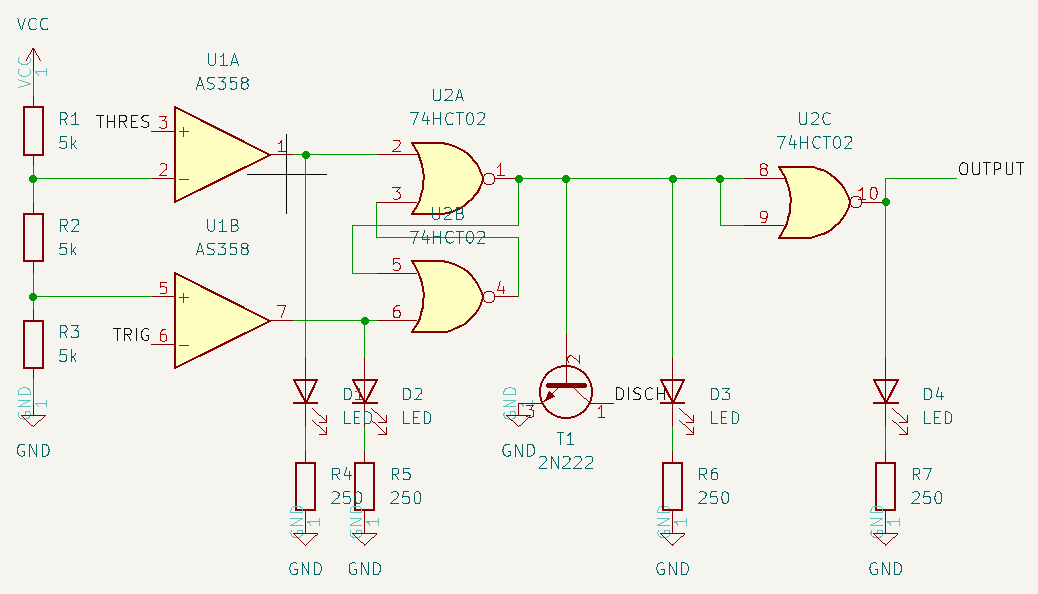 VCC
VCC
1
R1
5k
R2
5k
R3
5k
GND
1
GND
THRES
3
2
1
U1A
AS358
U1B
AS358
5
TRIG
6
7
U2A
74HCT02
2
3
1
U2B
74HCT02
5
6
4
U2C
74HCT02
8
9
10
OUTPUT
D1
LED
D2
LED
GND
1
3
2
1
DISCH
GND
T1
2N222
D3
LED
D4
LED
R4
250
R5
250
R6
250
R7
250
GND
1
GND
1
GND
1
GND
1
GND
GND
GND
GND